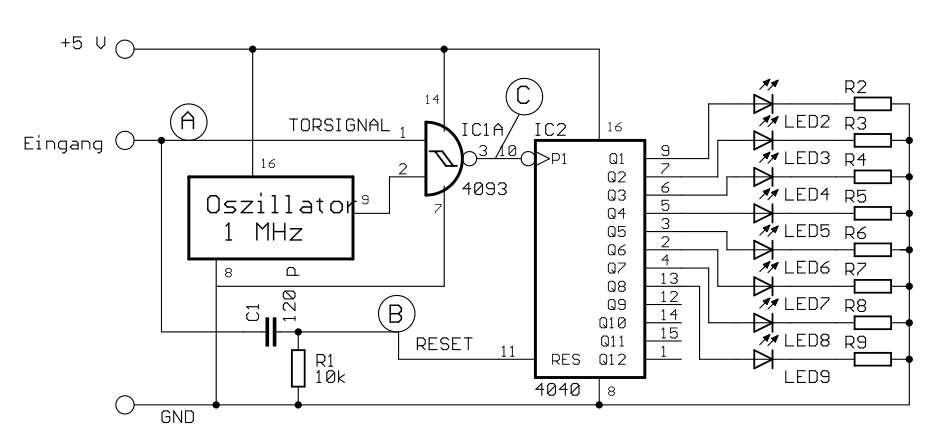 +5 V
Eingang
A
TORSIGNAL
14
1
2
IC1A
3
4093
7
C
10
IC2
16
P1
16
Oszillator
1 MHz
9
8
C1
120 p
B
RESET
11
RES
R1
10k
GND
4040
8
Q1
Q2
Q3
Q4
Q5
Q6
Q7
Q8
Q9
Q10
Q11
Q12
9
7
6
5
3
2
4
13
12
14
15
1
LED2
LED3
LED4
LED5
LED6
LED7
LED8
LED9
R2
R3
R4
R5
R6
R7
R8
R9